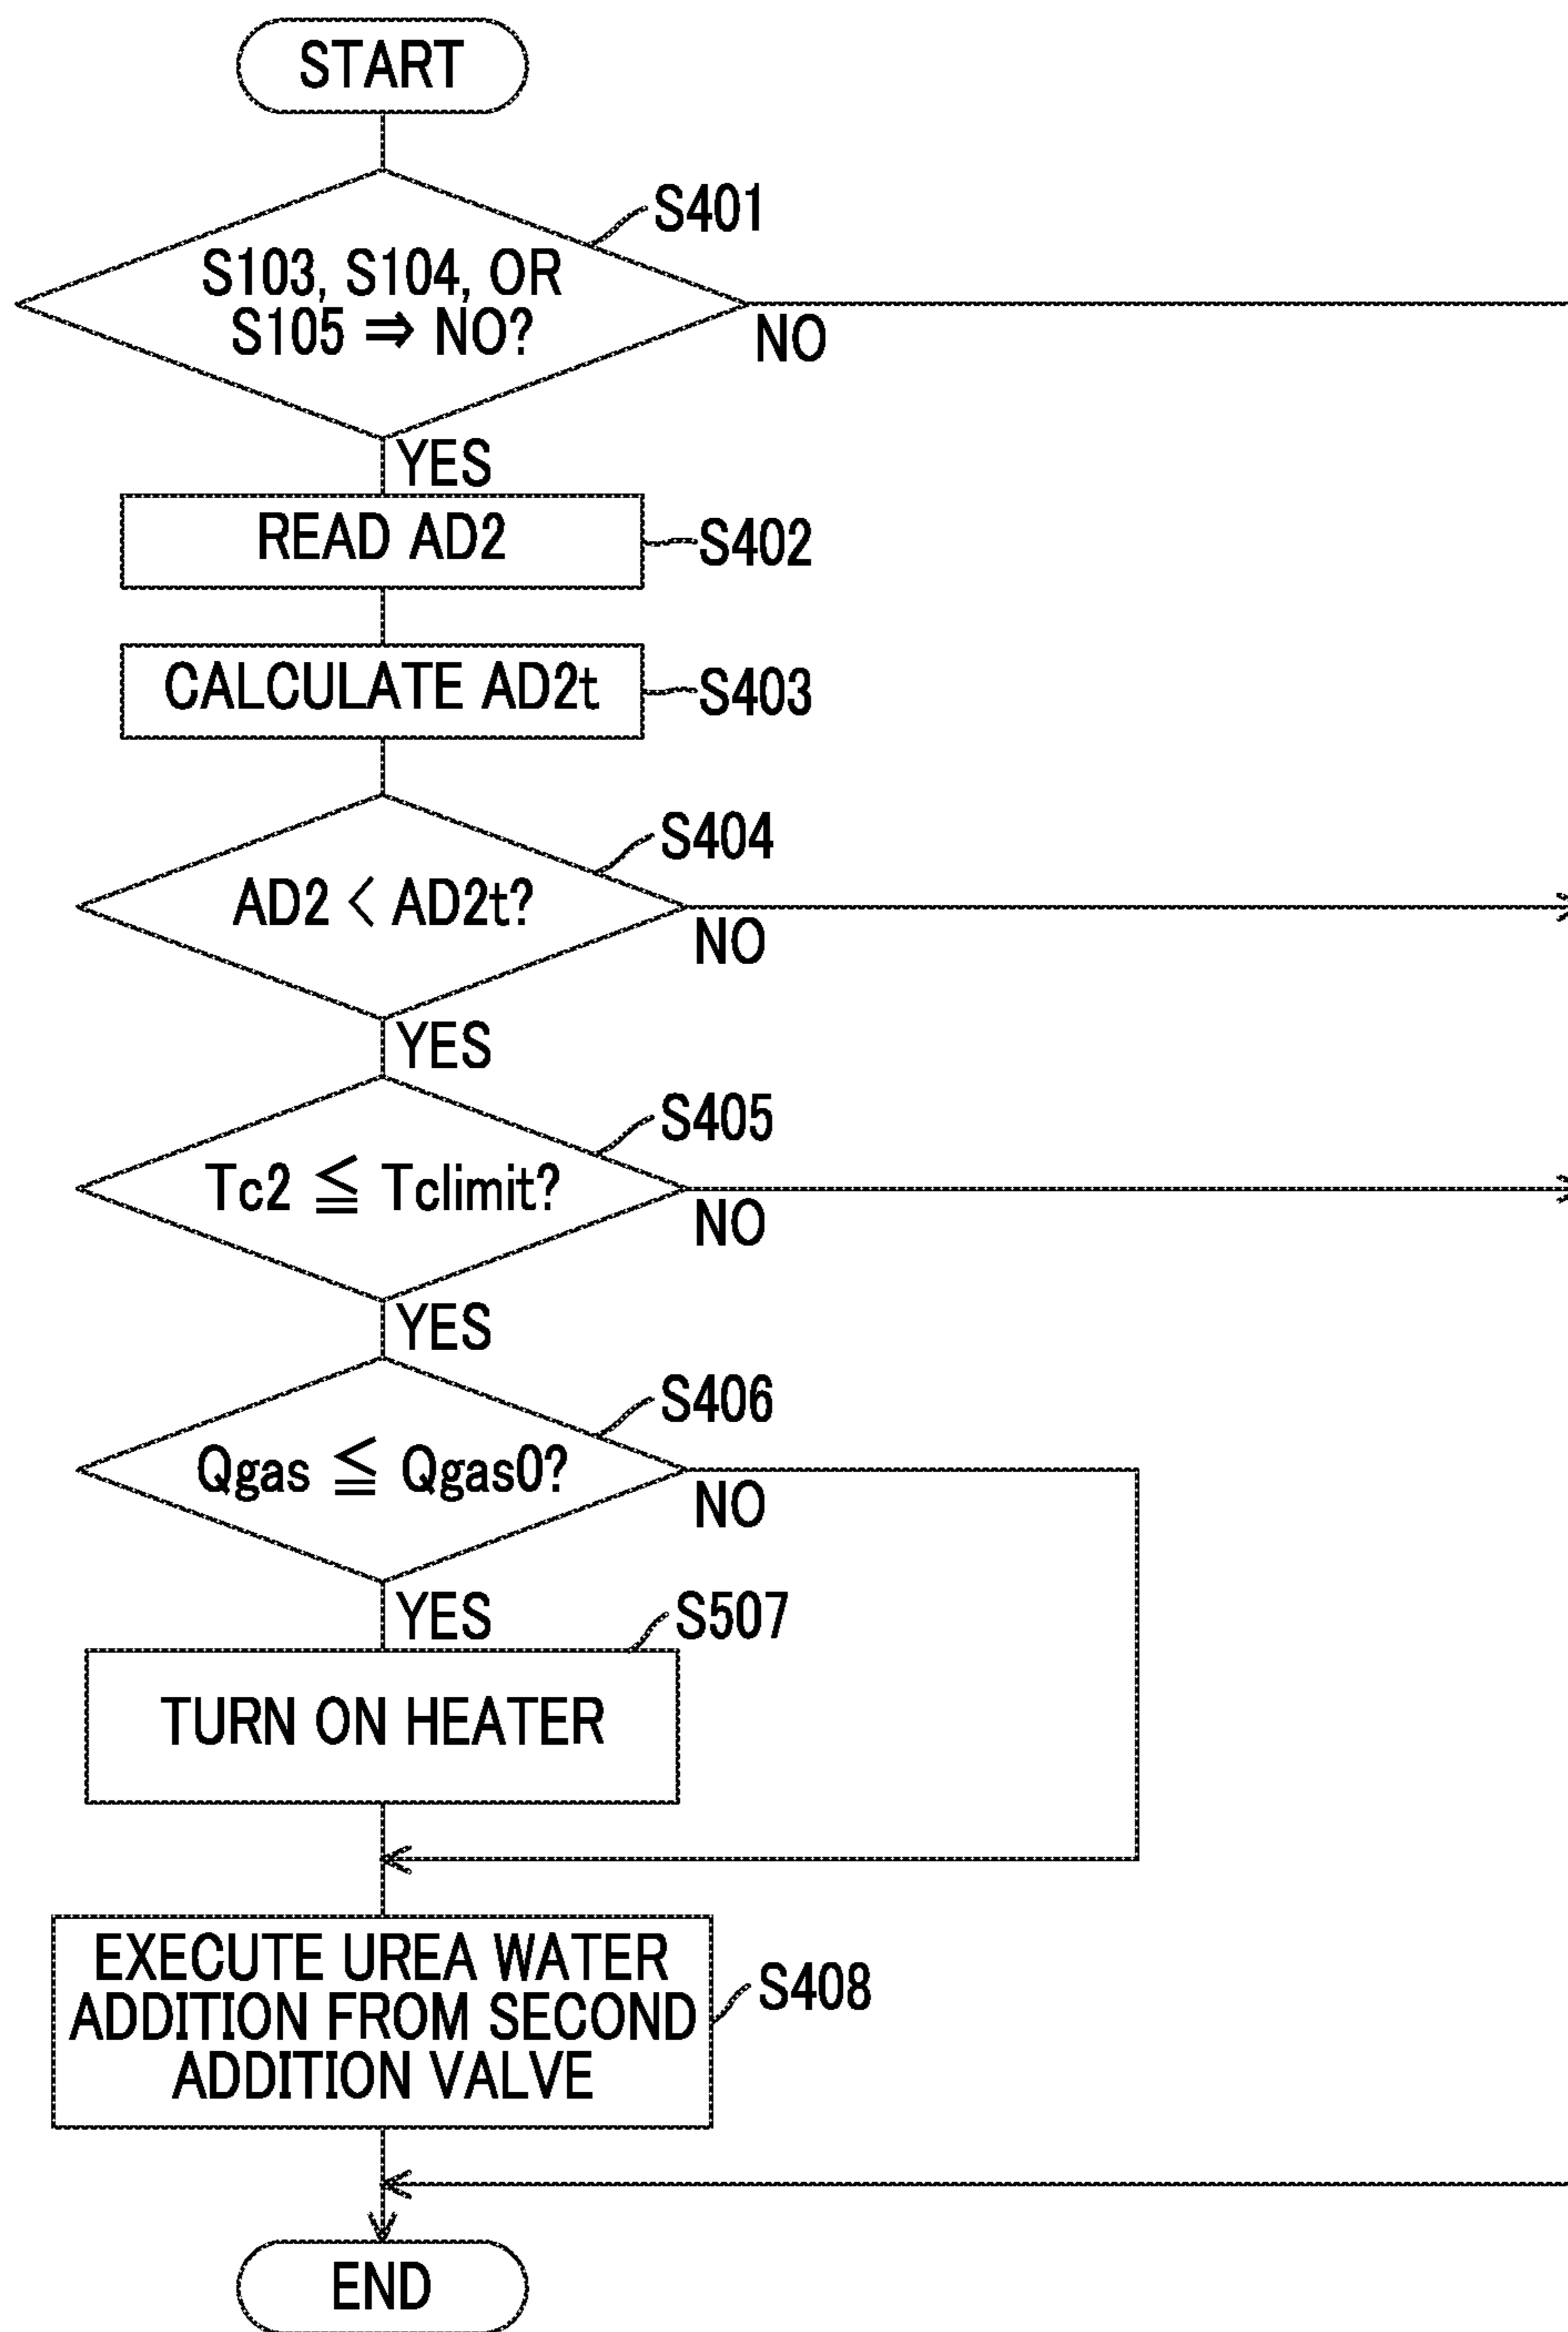 START
S401
S103, S104, OR
S105 ⇒ NO?
NO
YES
READ AD2
S402
CALCULATE AD2t
S403
S404
AD2 < AD2t?
NO
YES
S405
Tc2 ≦ Tclimit?
NO
YES
S406
Qgas ≦ Qgas0?
NO
YES
S507
TURN ON HEATER
EXECUTE UREA WATER
ADDITION FROM SECOND
ADDITION VALVE
S408
END